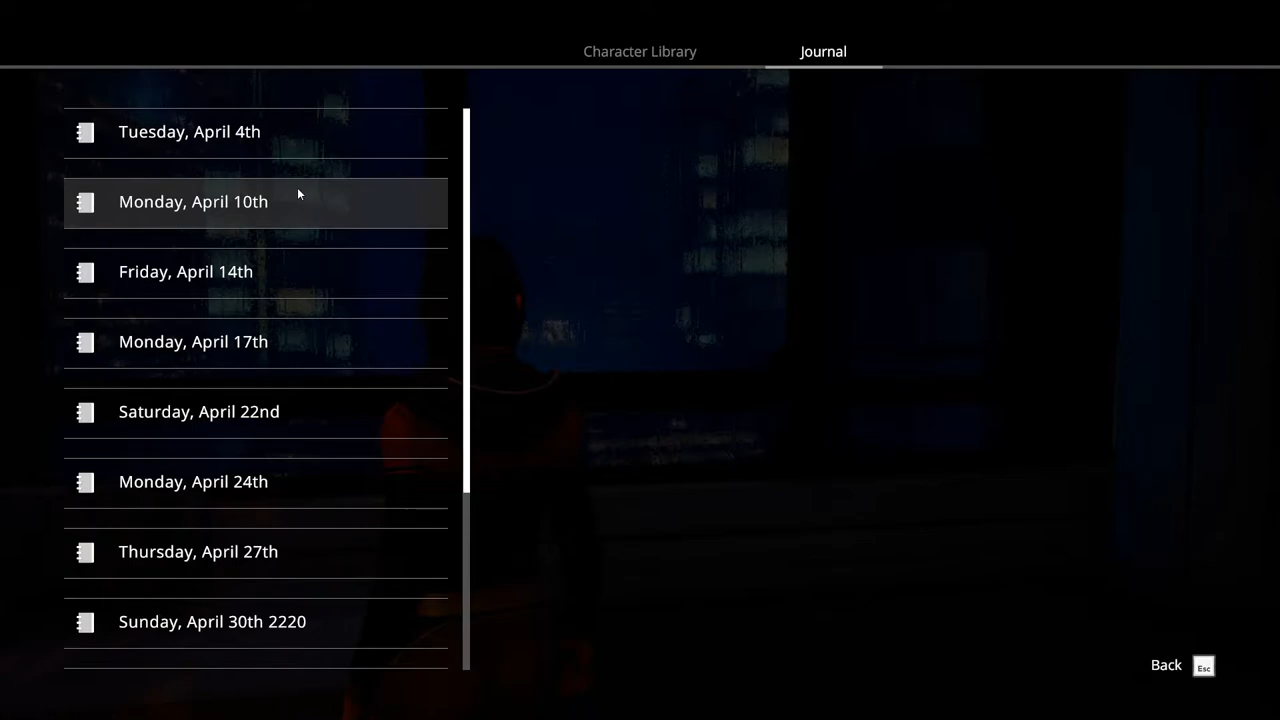 Character Library
Journal
Tuesday, April 4th
Monday, April 10th
Friday, April 14th
Monday, April 17th
Saturday, April 22nd
Monday, April 24th
Thursday, April 27th
Sunday, April 30th 2220
Back Esc